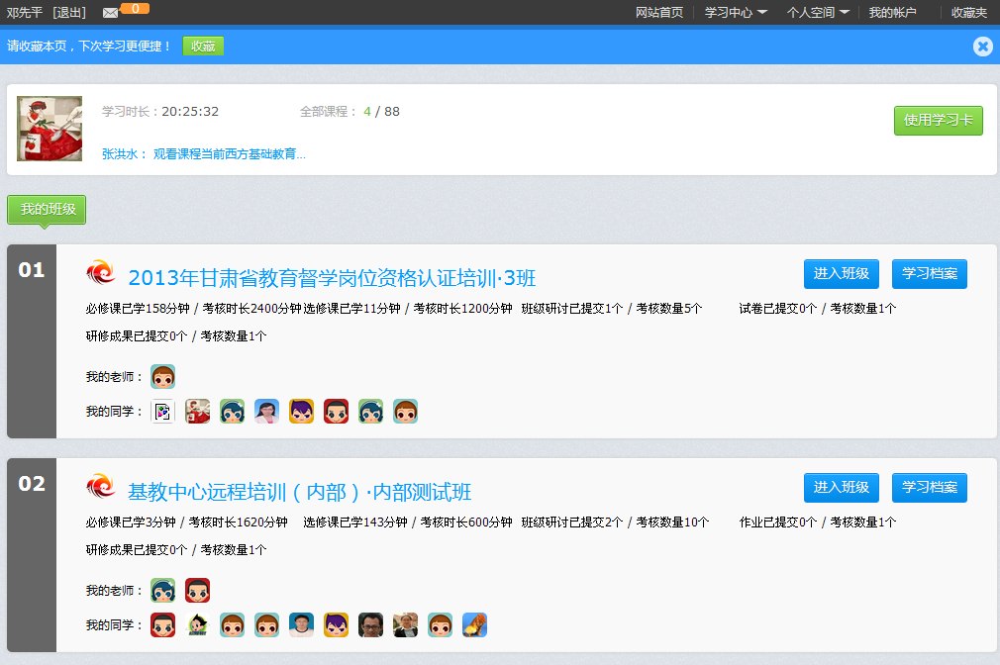 邓先平 [退出] 0 网站首页 学习中心 个人空间 我的帐户 收藏夹
请收藏本页，下次学习更便捷！ 收藏
学习时长：20:25:32 全部课程： 4 / 88 使用学习卡
张洪水： 观看课程当前西方基础教育...
我的班级
01 2013年甘肃省教育督学岗位资格认证培训·3班 进入班级 学习档案
必修课已学158分钟 / 考核时长2400分钟 选修课已学11分钟 / 考核时长1200分钟 班级研讨已提交1个 / 考核数量5个 试卷已提交0个 / 考核数量1个
研修成果已提交0个 / 考核数量1个
我的老师：
我的同学：
02 基教中心远程培训（内部）·内部测试班 进入班级 学习档案
必修课已学3分钟 / 考核时长1620分钟 选修课已学143分钟 / 考核时长600分钟 班级研讨已提交2个 / 考核数量10个 作业已提交0个 / 考核数量1个
研修成果已提交0个 / 考核数量1个
我的老师：
我的同学：